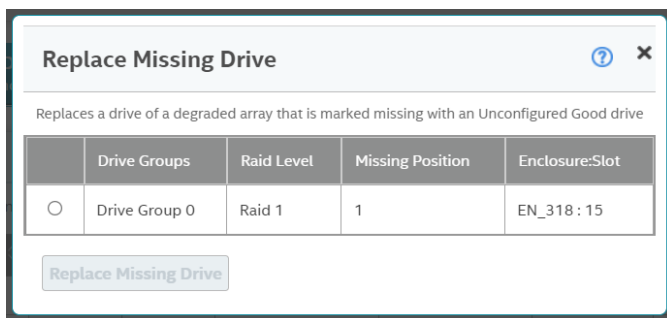 Replace Missing Drive
Replaces a drive of a degraded array that is marked missing with an Unconfigured Good drive
Drive Groups Raid Level Missing Position Enclosure:Slot
Drive Group 0 Raid 1 1 EN_318 : 15
Replace Missing Drive